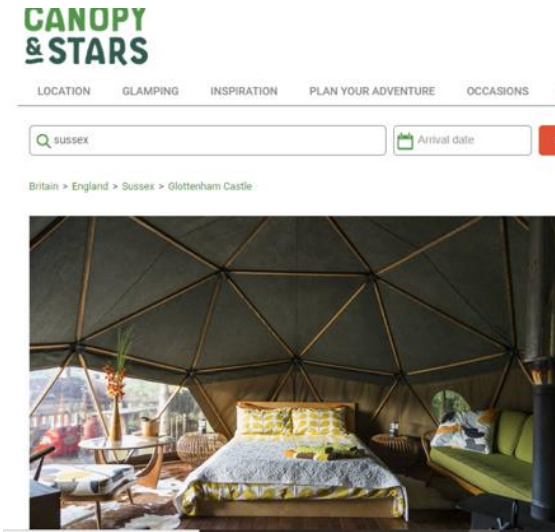 CANOPY
& STARS
LOCATION GLAMPING INSPIRATION PLAN YOUR ADVENTURE OCCASIONS
sussex Arrival date
Britain > England > Sussex > Glottenham Castle